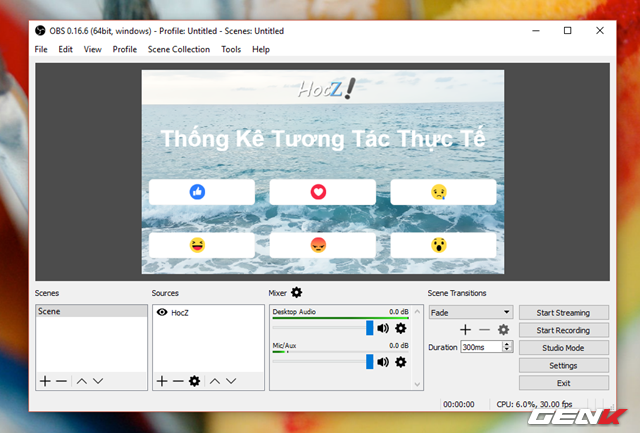 OBS 0.16.6 (64bit, windows) - Profile: Untitled - Scenes: Untitled
File Edit View Profile Scene Collection Tools Help
HocZ!
Thống Kê Tương Tác Thực Tế
Scenes Sources Mixer Scene Transitions
Scene HocZ Desktop Audio 0.0 dB Fade Start Streaming
Start Recording
Mic/Aux 0.0 dB Duration 300ms Studio Mode
Settings
Exit
00:00:00 CPU: 6.0%, 30.00 fps
GENK